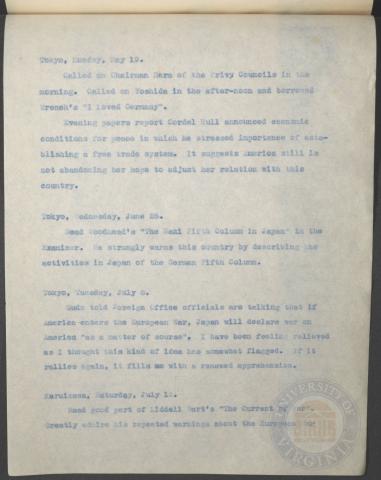 Tokyo, Monday, May 19.
Called on Chairman Hara of the Privy Councils in the
morning. Called on Yoshida in the after-noon and borrowed
Wrench's "I Loved Germany".
Evening papers report Cordel Hull announced economic
conditions for peace in which he stressed importance of esta-
blishing a free trade system. It suggests America still is
not abandoning her hope to adjust her relation with this
country.
Tokyo, Wednesday, June 25.
Read Woodhead's "The Real Fifth Column in Japan" in the
Examiner. He strongly warns this country by describing the
activities in Japan of the German Fifth Column.
Tokyo, Tuesday, July 8.
told Foreign Office officials are talking that if
America enters the European War, Japan will declare war on
America "as a matter of course". I have been feeling relieved
as I thought this kind of idea has somewhat flagged. If it
rallies again, it fills me with a renewed apprehension.
Karuizawa, Saturday, July 12.
Read good part of Liddell Hart's "The Current of War".
Greatly admire his repeated warnings about the European
UNIVERSITY OF VIRGINIA